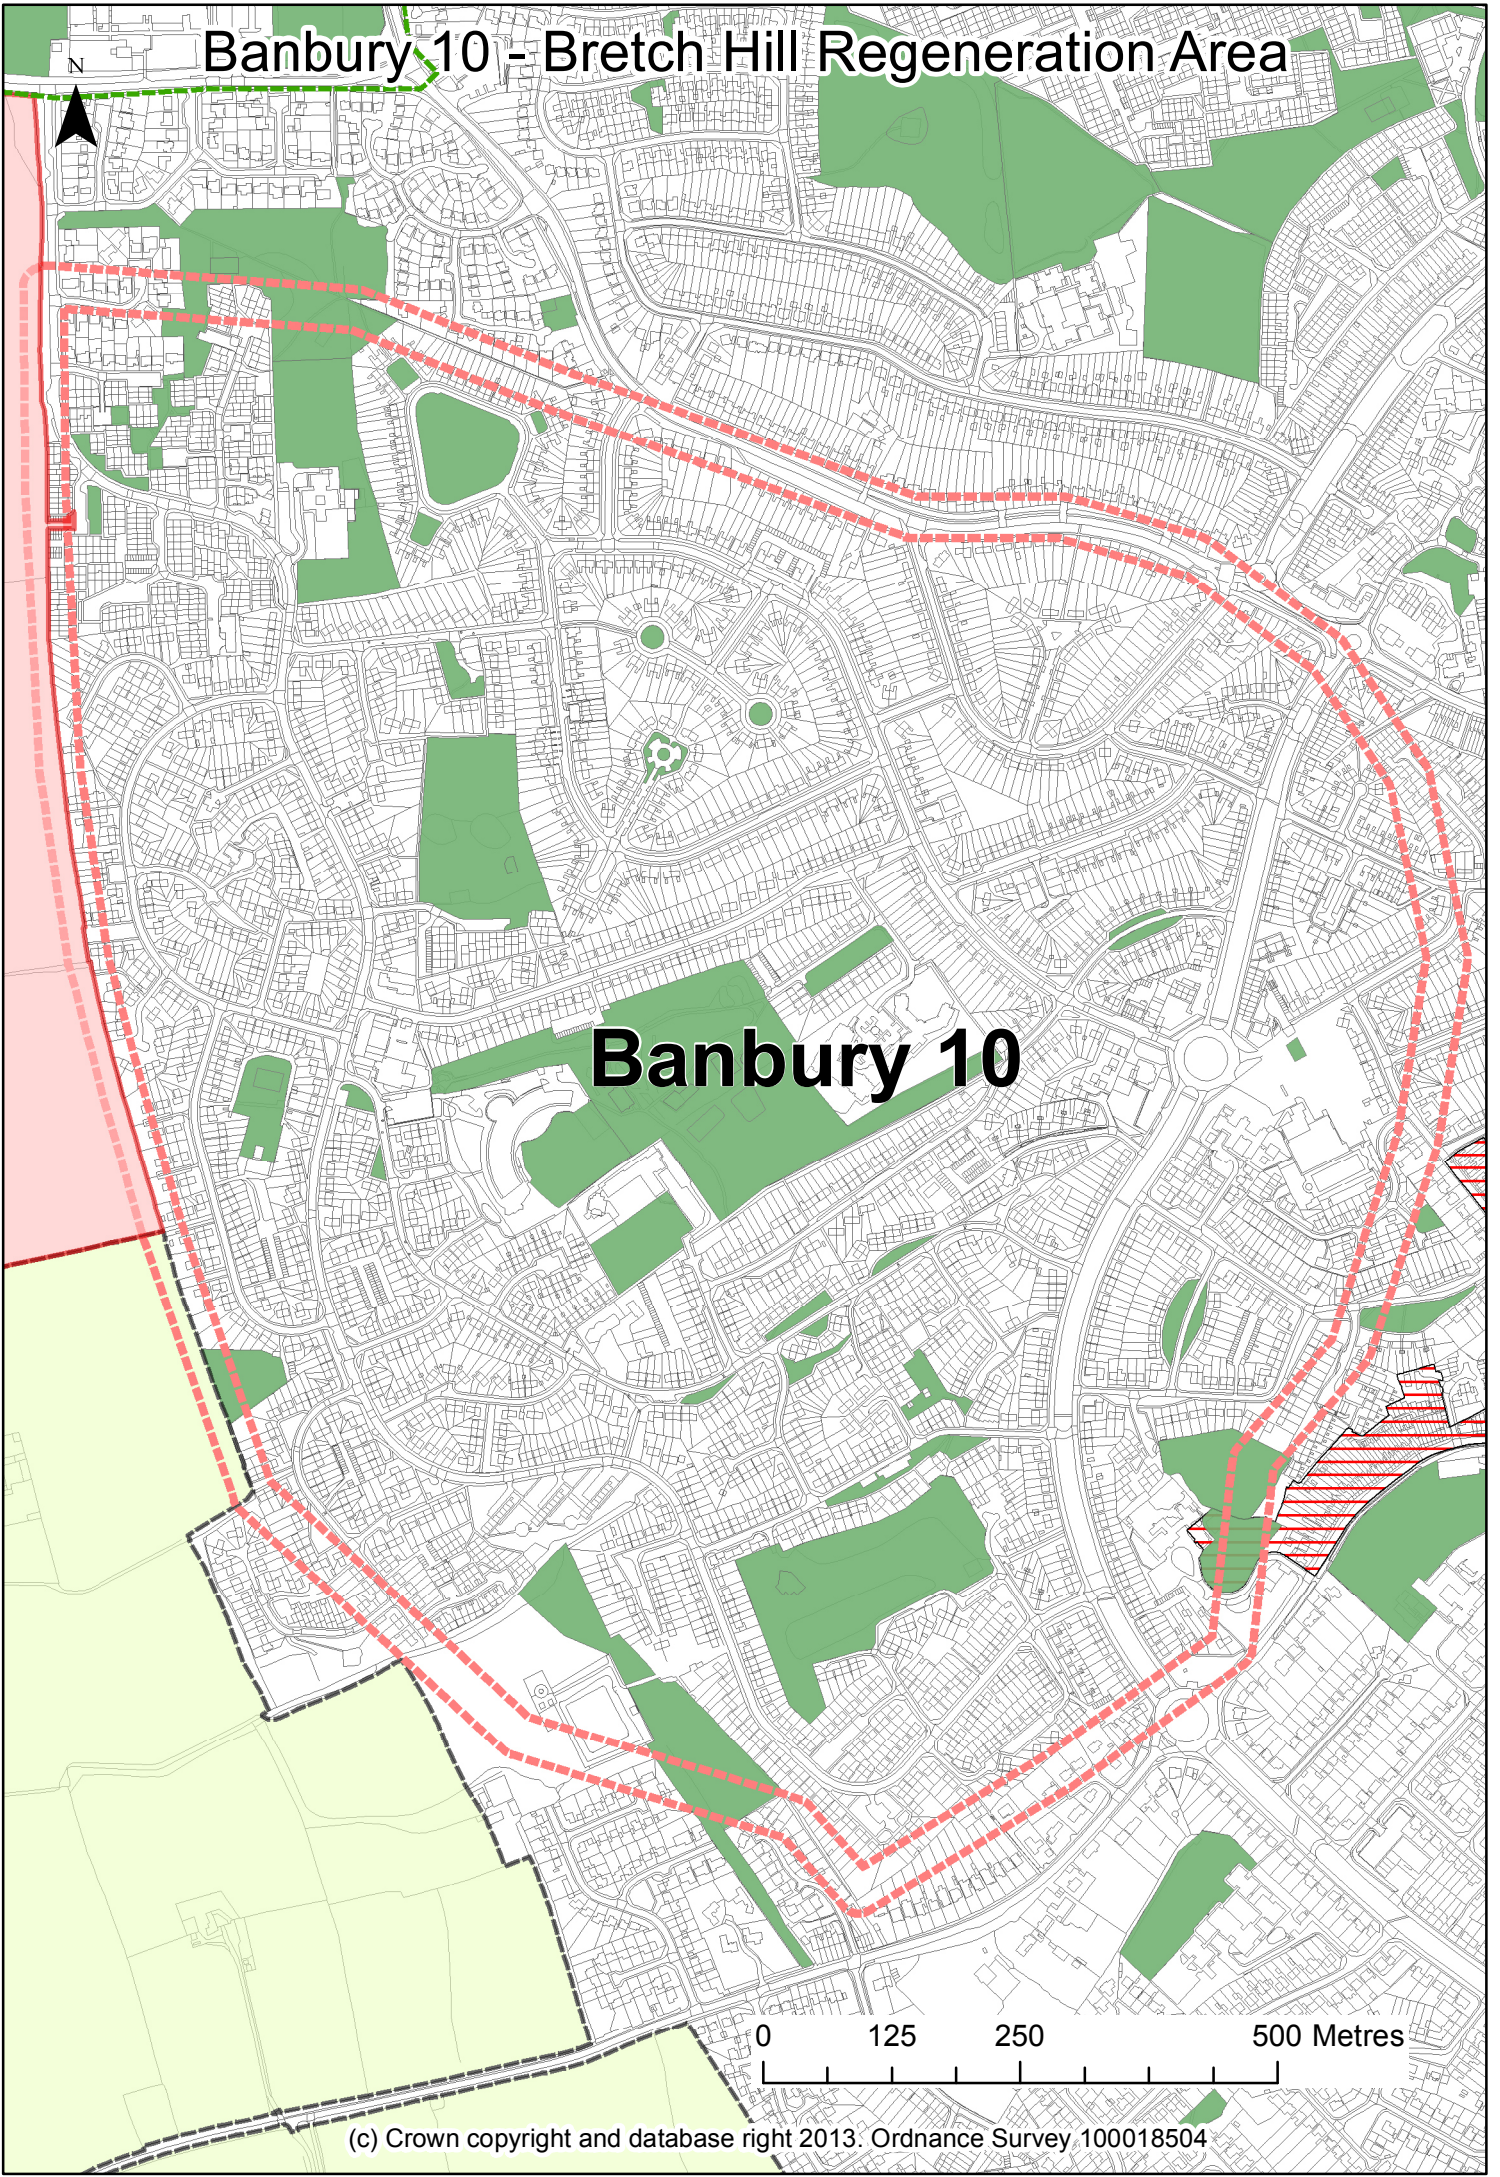 Banbury 10 - Bretch Hill Regeneration Area
N
Banbury 10
0 125 250 500 Metres
(c) Crown copyright and database right 2013. Ordnance Survey 100018504